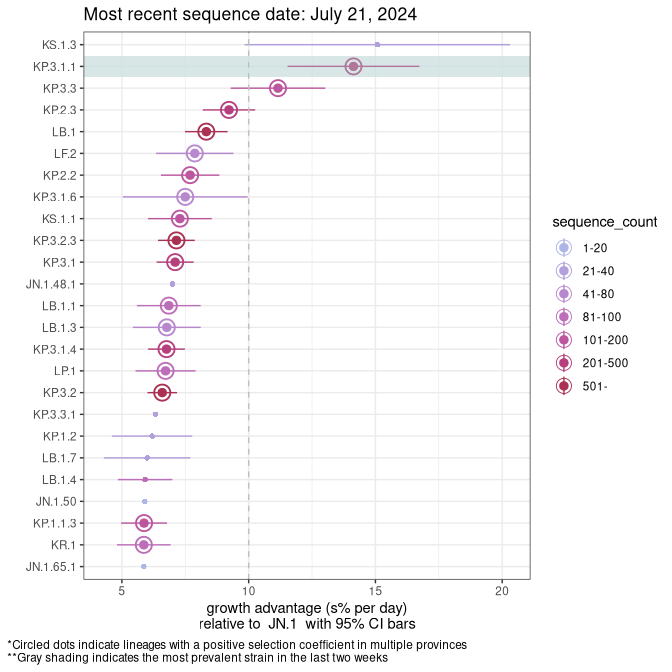 Most recent sequence date: July 21, 2024
KS.1.3
KP.3.1.1
KP.3.3
KP.2.3
LB.1
LF.2
KP.2.2
KP.3.1.6
KS.1.1
KP.3.2.3
KP.3.1
JN.1.48.1
LB.1.1
LB.1.3
KP.3.1.4
LP.1
KP.3.2
KP.3.3.1
KP.1.2
LB.1.7
LB.1.4
JN.1.50
KP.1.1.3
KR.1
JN.1.65.1
5 10 15 20
growth advantage (s% per day)
relative to JN.1 with 95% CI bars
sequence_count
1-20
21-40
41-80
81-100
101-200
201-500
501-
*Circled dots indicate lineages with a positive selection coefficient in multiple provinces
**Gray shading indicates the most prevalent strain in the last two weeks